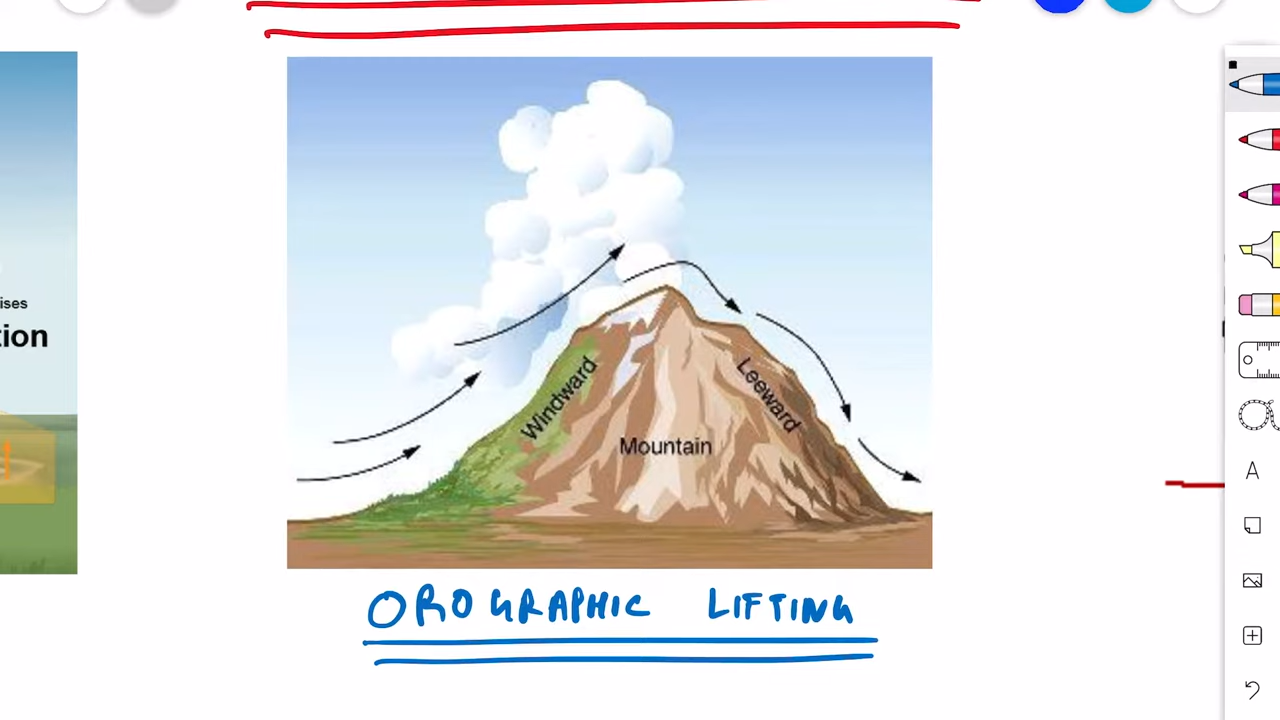 ises
tion
!
Windward
Leeward
Mountain
OROGRAPHIC LIFTING
A